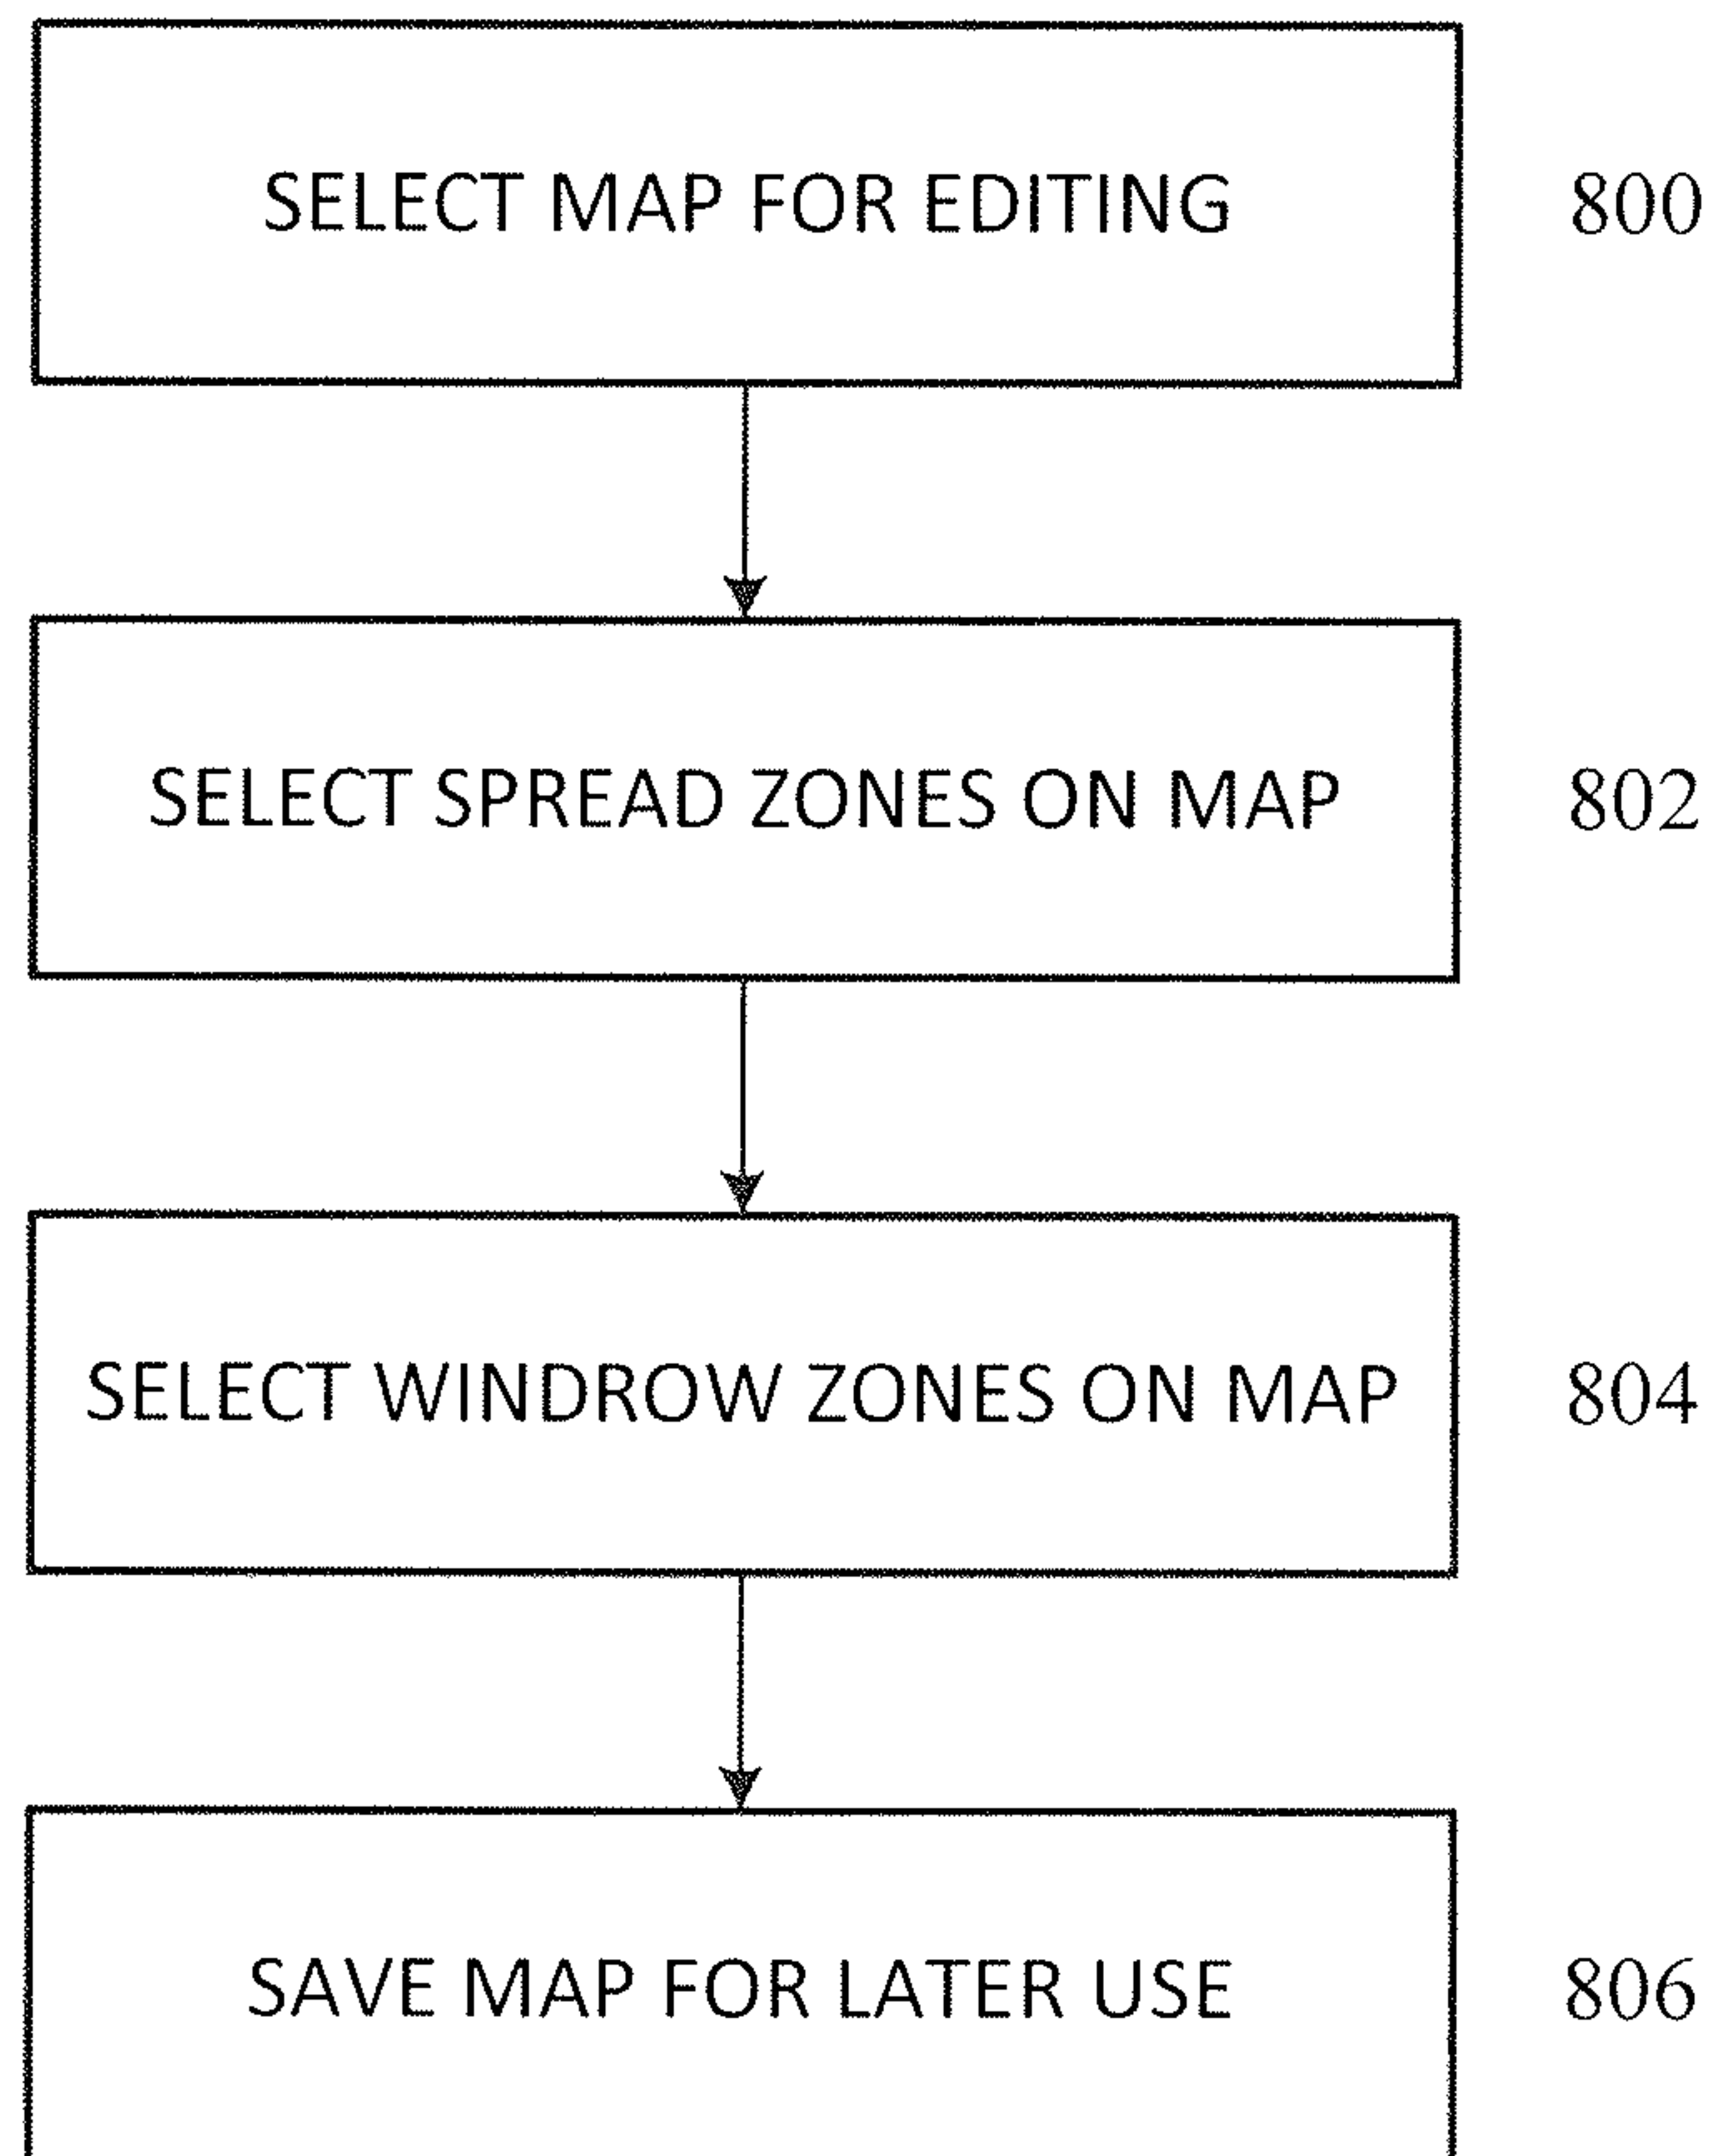 SELECT MAP FOR EDITING 800
SELECT SPREAD ZONES ON MAP 802
SELECT WINDROW ZONES ON MAP 804
SAVE MAP FOR LATER USE 806